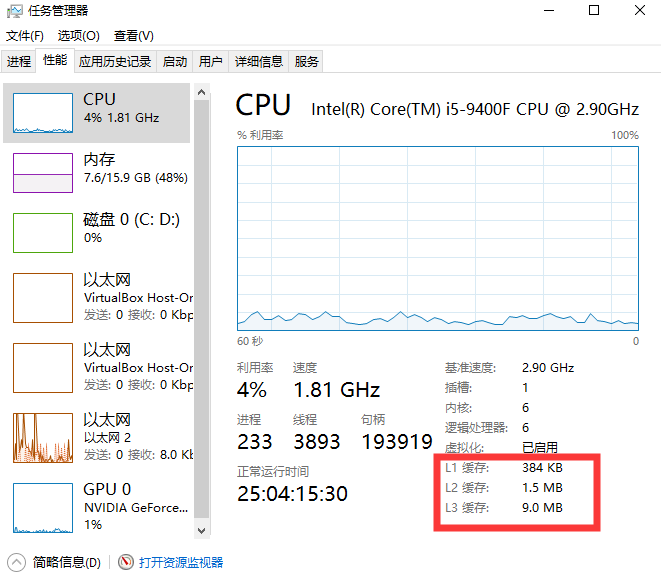 任务管理器
文件(F) 选项(O) 查看(V)
进程 性能 应用历史记录 启动 用户 详细信息 服务
CPU
4% 1.81 GHz
内存
7.6/15.9 GB (48%)
磁盘 0 (C: D:)
0%
以太网
VirtualBox Host-Or
发送: 0 接收: 0 Kbp
以太网
VirtualBox Host-Or
发送: 0 接收: 0 Kbp
以太网
以太网 2
发送: 0 接收: 8.0 Kb
GPU 0
NVIDIA GeForce...
1%
CPU Intel(R) Core(TM) i5-9400F CPU @ 2.90GHz
% 利用率 100%
60 秒 0
利用率 速度
4% 1.81 GHz
进程 线程 句柄
233 3893 193919
正常运行时间
25:04:15:30
基准速度: 2.90 GHz
插槽: 1
内核: 6
逻辑处理器: 6
虚拟化: 已启用
L1 缓存: 384 KB
L2 缓存: 1.5 MB
L3 缓存: 9.0 MB
简略信息(D) 打开资源监视器